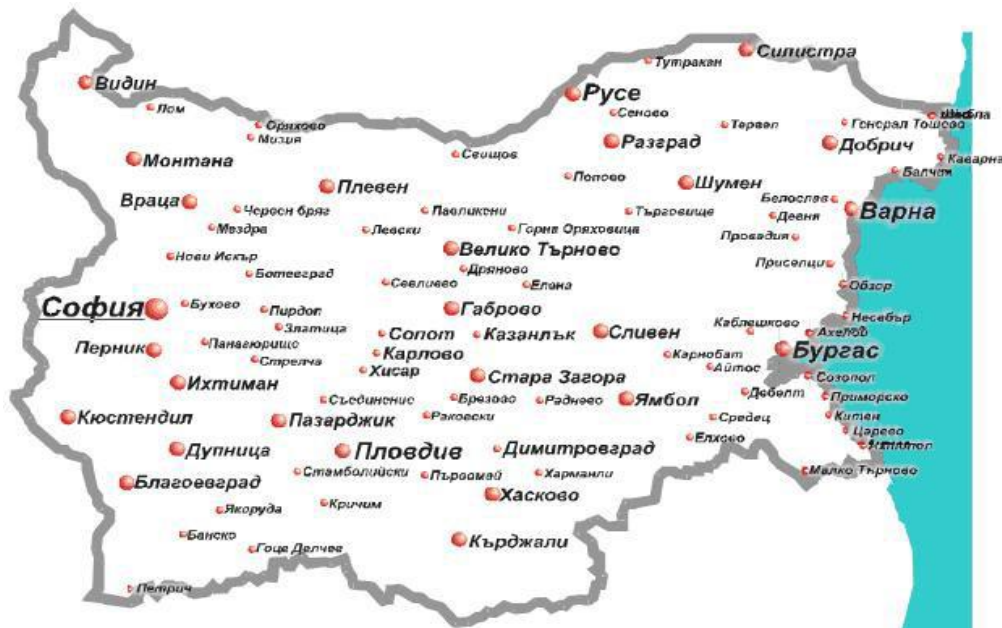 Силистра
Тутракан
Видин
Русе
Лом
Сеново
Оряхово
Тервел
Генерал Тошево
Мизия
Разград
Добрич
Свищов
Каварна
Монтана
Балчик
Попово
Плевен
Шумен
Враца
Белослав
Червен бряг
Павликени
Търговище
Варна
Девня
Мездра
Левски
Горна Оряховица
Провадия
Велико Търново
Нови Искър
Приселци
Дряново
Ботевград
Севлиево
Елена
Обзор
София
Бухово
Пирдоп
Габрово
Несебър
Златица
Каблешково
Сопот
Казанлък
Сливен
Ахелой
Панагюрище
Перник
Карлово
Карнобат
Бургас
Стрелча
Хисар
Айтос
Стара Загора
Созопол
Ихтиман
Дебелт
Съединение
Брезово
Раднево
Ямбол
Приморско
Кюстендил
Пазарджик
Раковски
Средец
Китен
Царево
Елхово
Дупница
Пловдив
Димитровград
Стамболийски
Първомай
Харманли
Малко Търново
Благоевград
Хасково
Якоруда
Кричим
Банско
Кърджали
Гоце Делчев
Петрич